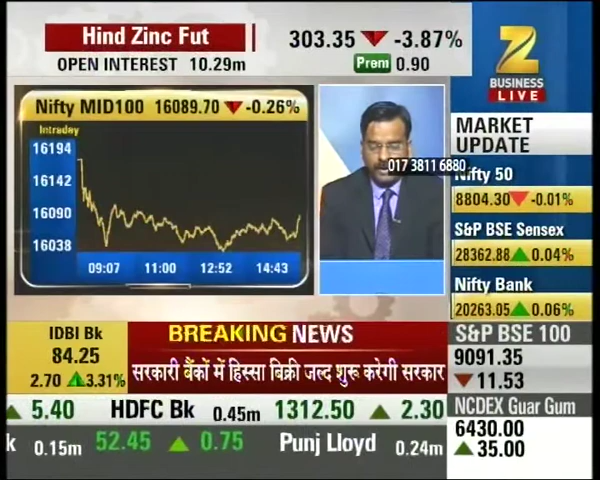 Hind Zinc Fut
303.35 -3.87%
OPEN INTEREST 10.29m
Prem 0.90
Z
BUSINESS
LIVE
Nifty MID100 16089.70 -0.26%
Intraday
16194
16142
16090
16038
09:07 11:00 12:52 14:43
017 3811 6880
MARKET
UPDATE
Nifty 50
8804.30 -0.01%
S&P BSE Sensex
28362.88 0.04%
Nifty Bank
20263.05 0.06%
S&P BSE 100
9091.35
11.53
NCDEX Guar Gum
6430.00
35.00
IDBI Bk
84.25
2.70 3.31%
BREAKING NEWS
सरकारी बैंकों में हिस्सा बिक्री जल्द शुरू करेगी सरकार
5.40 HDFC Bk 0.45m 1312.50 2.30
k 0.15m 52.45 0.75 Punj Lloyd 0.24m